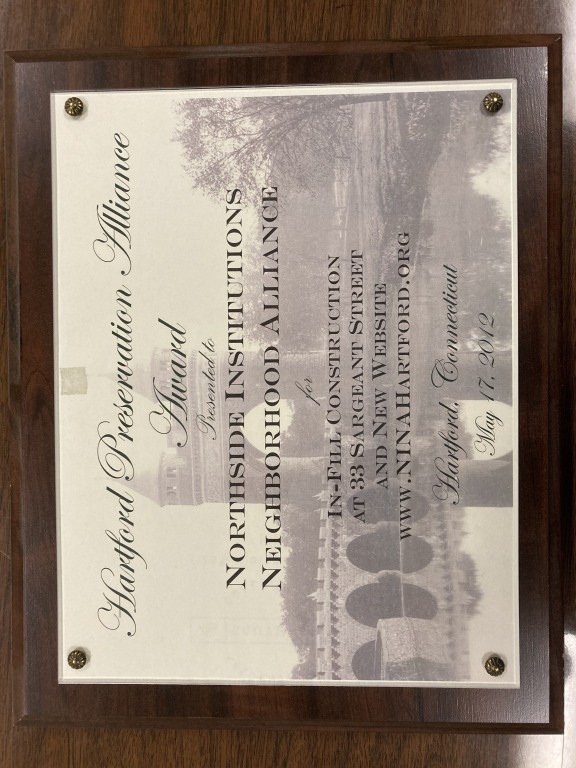 Hartford Preservation Alliance
Award
Presented to
Northside Institutions
Neighborhood Alliance
for
In-Fill Construction
at 33 Sargeant Street
and New Website
www.ninahartford.org
Hartford, Connecticut
May 17, 2012